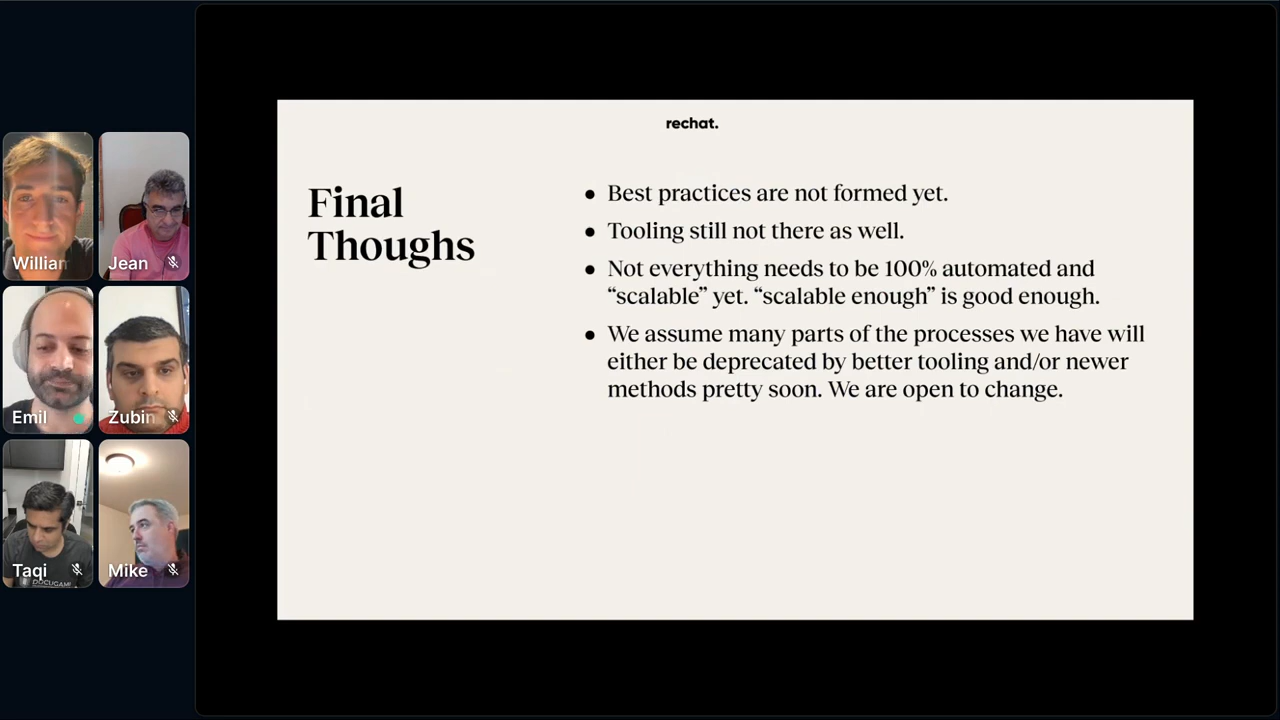 rechat.
Final
Thoughs
● Best practices are not formed yet.
● Tooling still not there as well.
● Not everything needs to be 100% automated and
“scalable” yet. “scalable enough” is good enough.
● We assume many parts of the processes we have will
either be deprecated by better tooling and/or newer
methods pretty soon. We are open to change.
Willian
Jean
Emil
Zubin
Taqi
DOCUGAMI
Mike